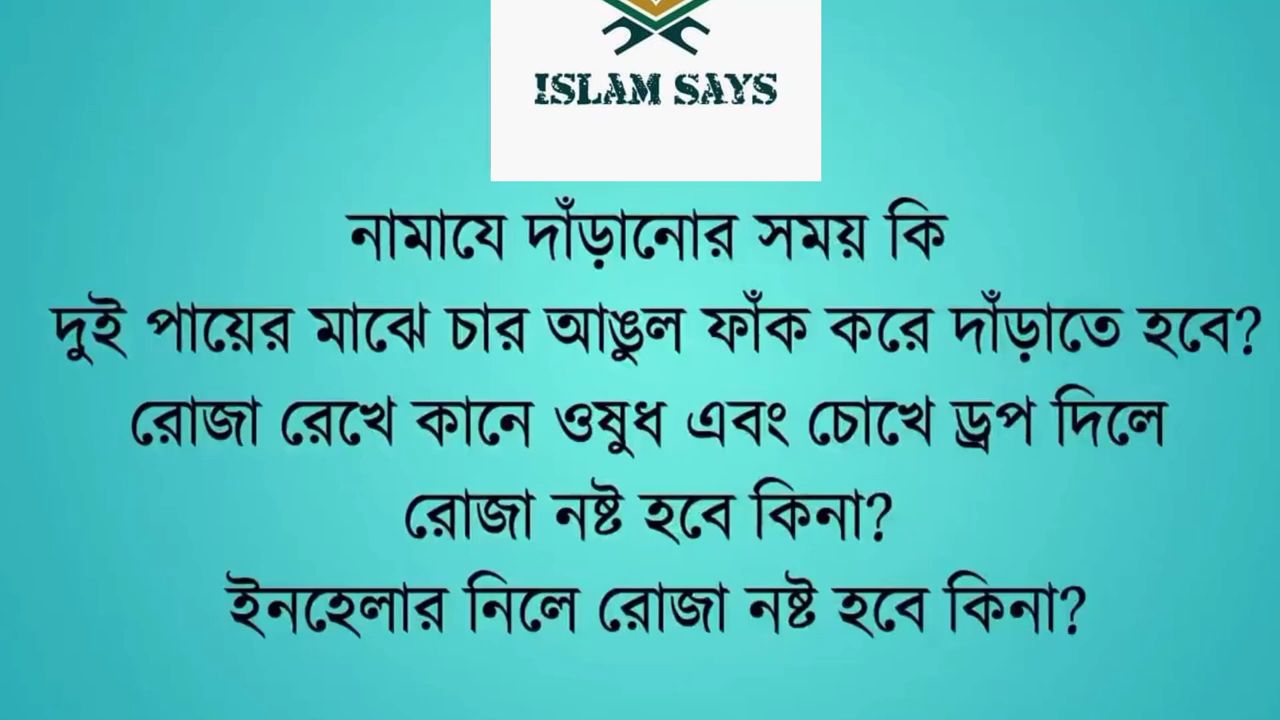 ISLAM SAYS
নামাযে দাঁড়ানোর সময় কি
দুই পায়ের মাঝে চার আঙুল ফাঁক করে দাঁড়াতে হবে?
রোজা রেখে কানে ওষুধ এবং চোখে ড্রপ দিলে
রোজা নষ্ট হবে কিনা?
ইনহেলার নিলে রোজা নষ্ট হবে কিনা?